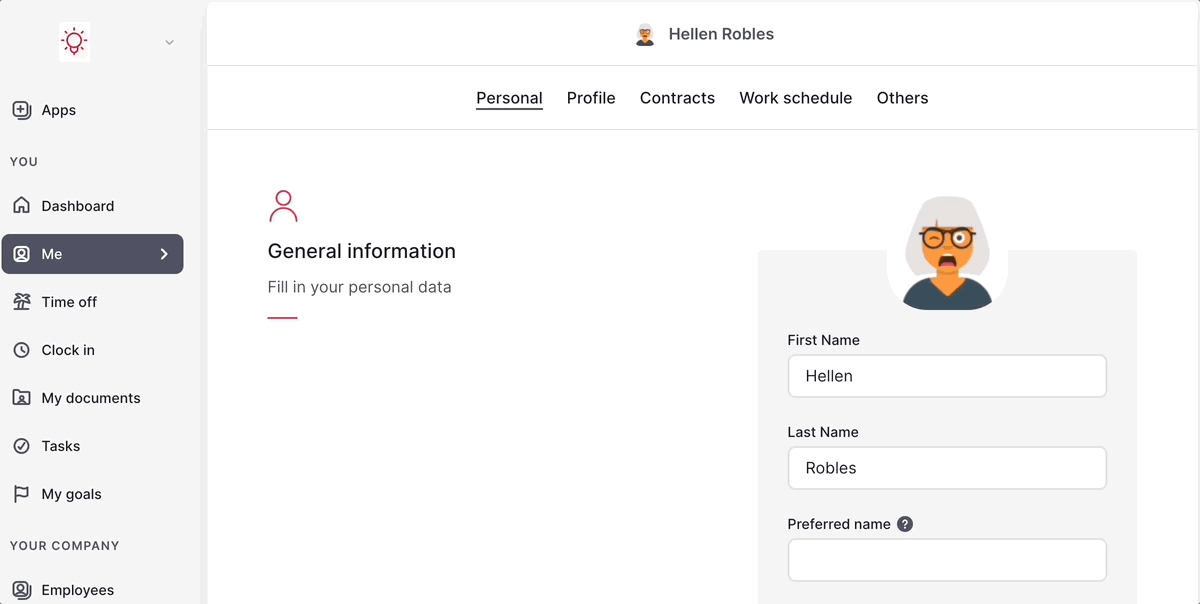 Apps
YOU
Dashboard
Me
Time off
Clock in
My documents
Tasks
My goals
YOUR COMPANY
Employees
Hellen Robles
Personal Profile Contracts Work schedule Others
General information
Fill in your personal data
First Name
Hellen
Last Name
Robles
Preferred name ?